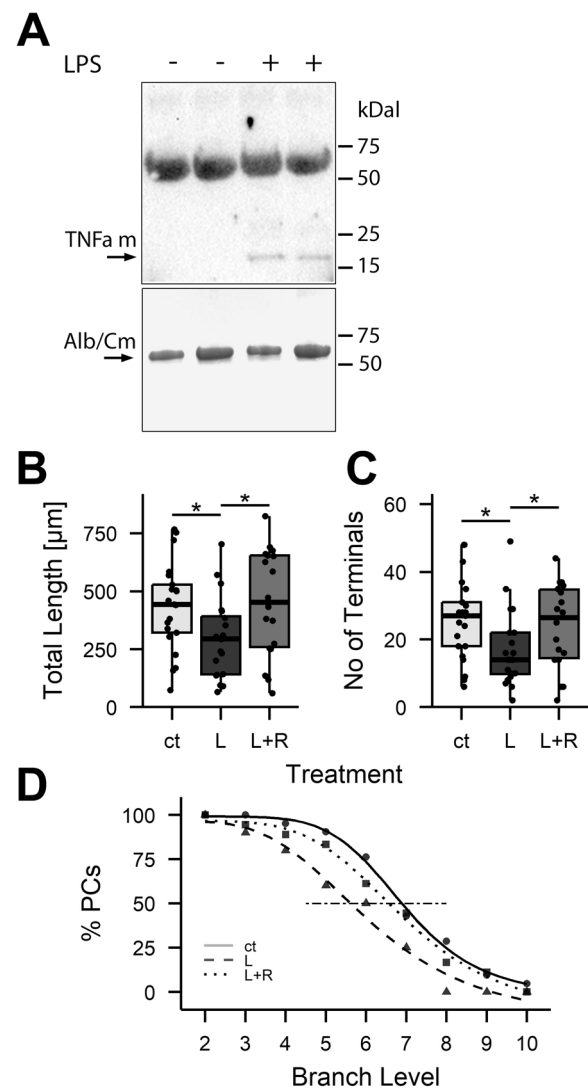 A
LPS - - + +
kDal
75
50
25
TNFa m
15
Alb/Cm
75
50
B
C
* *
* *
Total Length [µm]
750
500
250
0
ct L L+R
No of Terminals
60
40
20
0
ct L L+R
Treatment
D
% PCs
100
75
50
25
0
ct
L
L+R
2 3 4 5 6 7 8 9 10
Branch Level